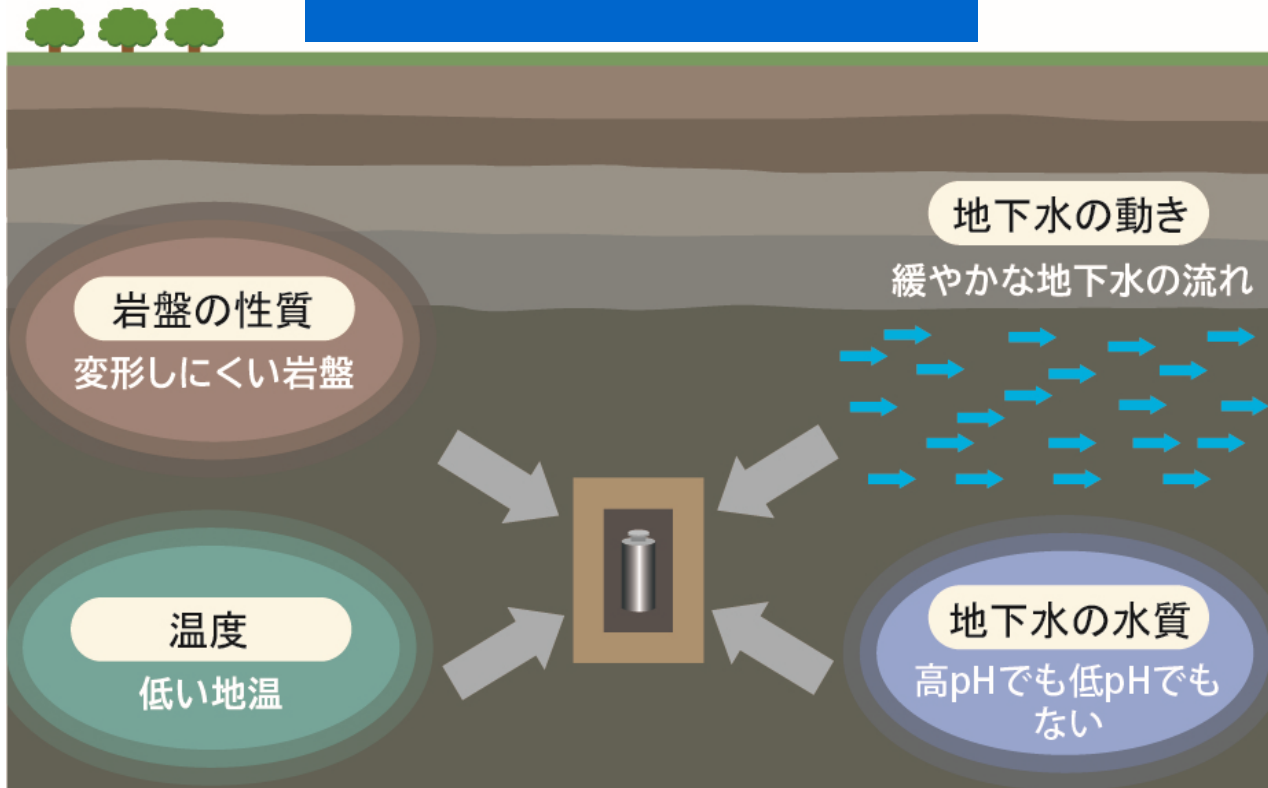 地下水の動き
緩やかな地下水の流れ
岩盤の性質
変形しにくい岩盤
温度
低い地温
地下水の水質
高pHでも低pHでも
ない